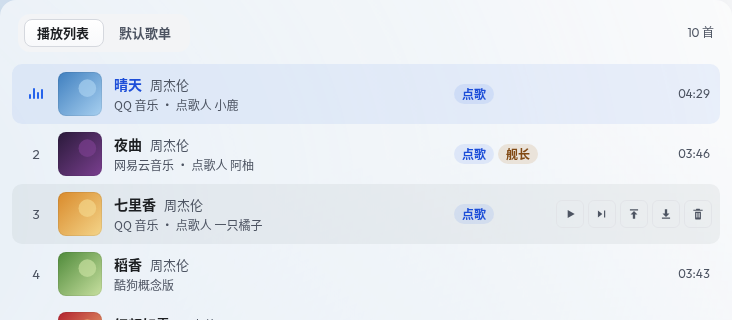 播放列表 默认歌单 10 首
晴天 周杰伦 点歌 04:29
QQ 音乐 • 点歌人 小鹿
2 夜曲 周杰伦 点歌 舰长 03:46
网易云音乐 • 点歌人 阿柚
3 七里香 周杰伦 点歌
QQ 音乐 • 点歌人 一只橘子
4 稻香 周杰伦 03:43
酷狗概念版